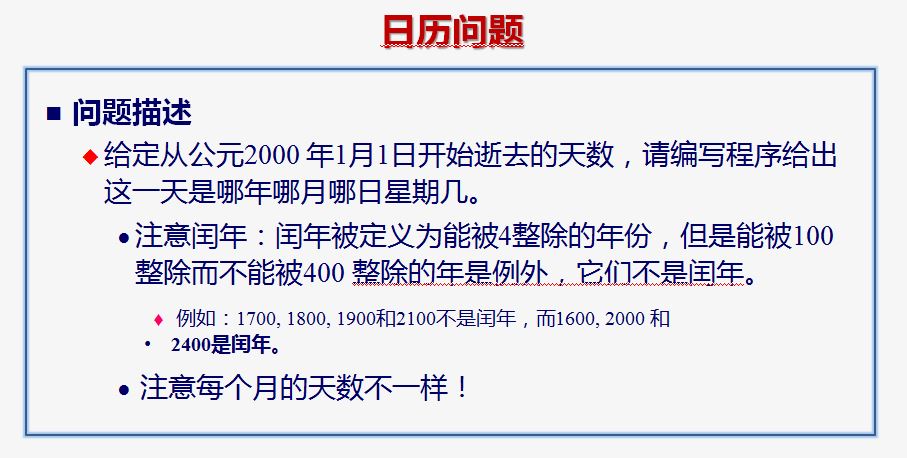 日历问题
■ 问题描述
◆ 给定从公元2000 年1月1日开始逝去的天数，请编写程序给出
这一天是哪年哪月哪日星期几。
• 注意闰年：闰年被定义为能被4整除的年份，但是能被100
整除而不能被400 整除的年是例外，它们不是闰年。
♦ 例如：1700, 1800, 1900和2100不是闰年，而1600, 2000 和
• 2400是闰年。
• 注意每个月的天数不一样！